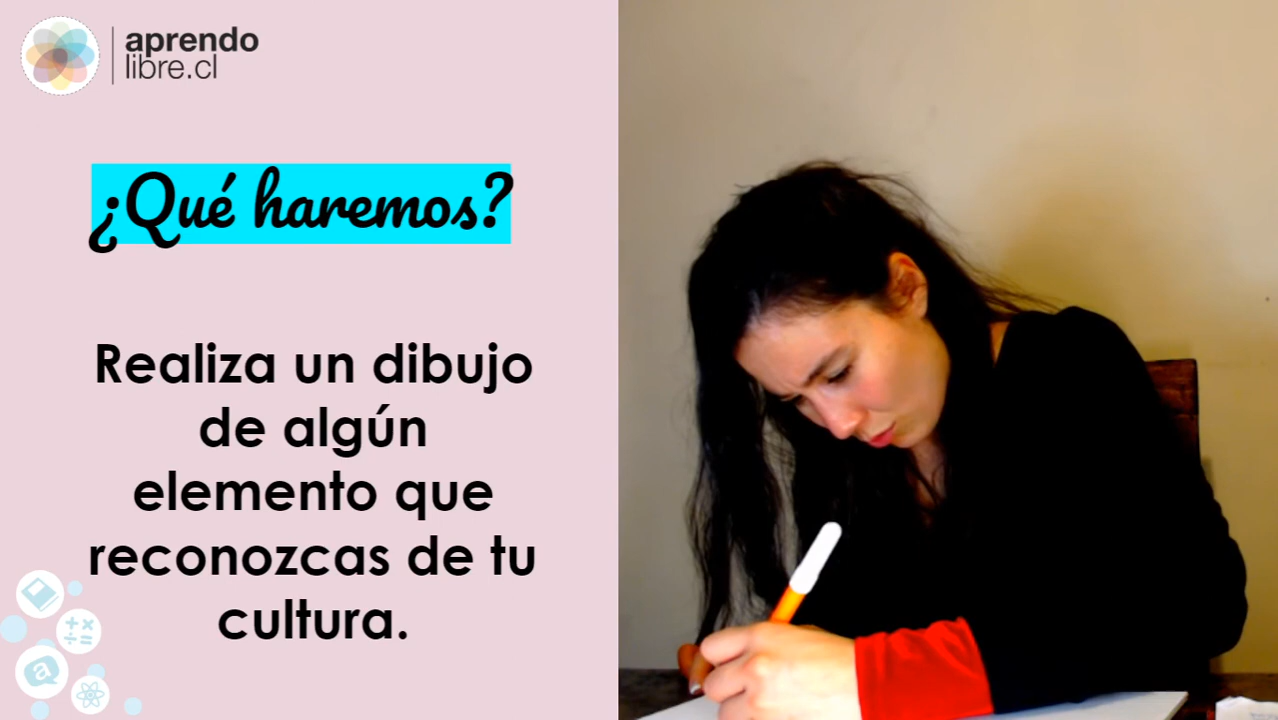 aprendo
libre.cl
¿Qué haremos?
Realiza un dibujo
de algún
elemento que
reconozcas de tu
cultura.
a